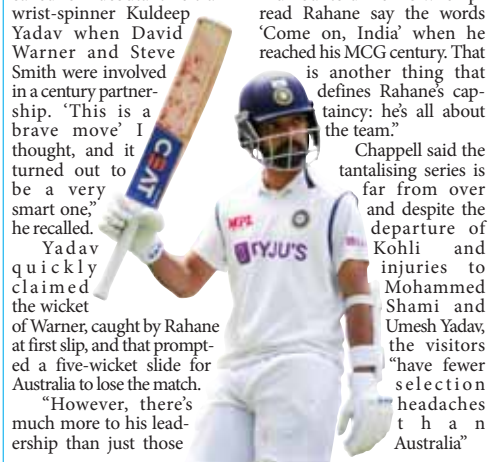 wrist-spinner Kuldeep
Yadav when David
Warner and Steve
Smith were involved
in a century partner-
ship. ‘This is a
brave move’ I
thought, and it
turned out to
be a very
smart one,”
he recalled.
Yadav
quickly
claimed
the wicket
of Warner, caught by Rahane
at first slip, and that prompt-
ed a five-wicket slide for
Australia to lose the match.
“However, there’s
much more to his lead-
ership than just those
read Rahane say the words
‘Come on, India’ when he
reached his MCG century. That
is another thing that
defines Rahane’s cap-
taincy: he’s all about
the team.”
Chappell said the
tantalising series is
far from over
and despite the
departure of
Kohli and
injuries to
Mohammed
Shami and
Umesh Yadav,
the visitors
“have fewer
selection
headaches
than
Australia”
CEAT
MPL
BYJU'S